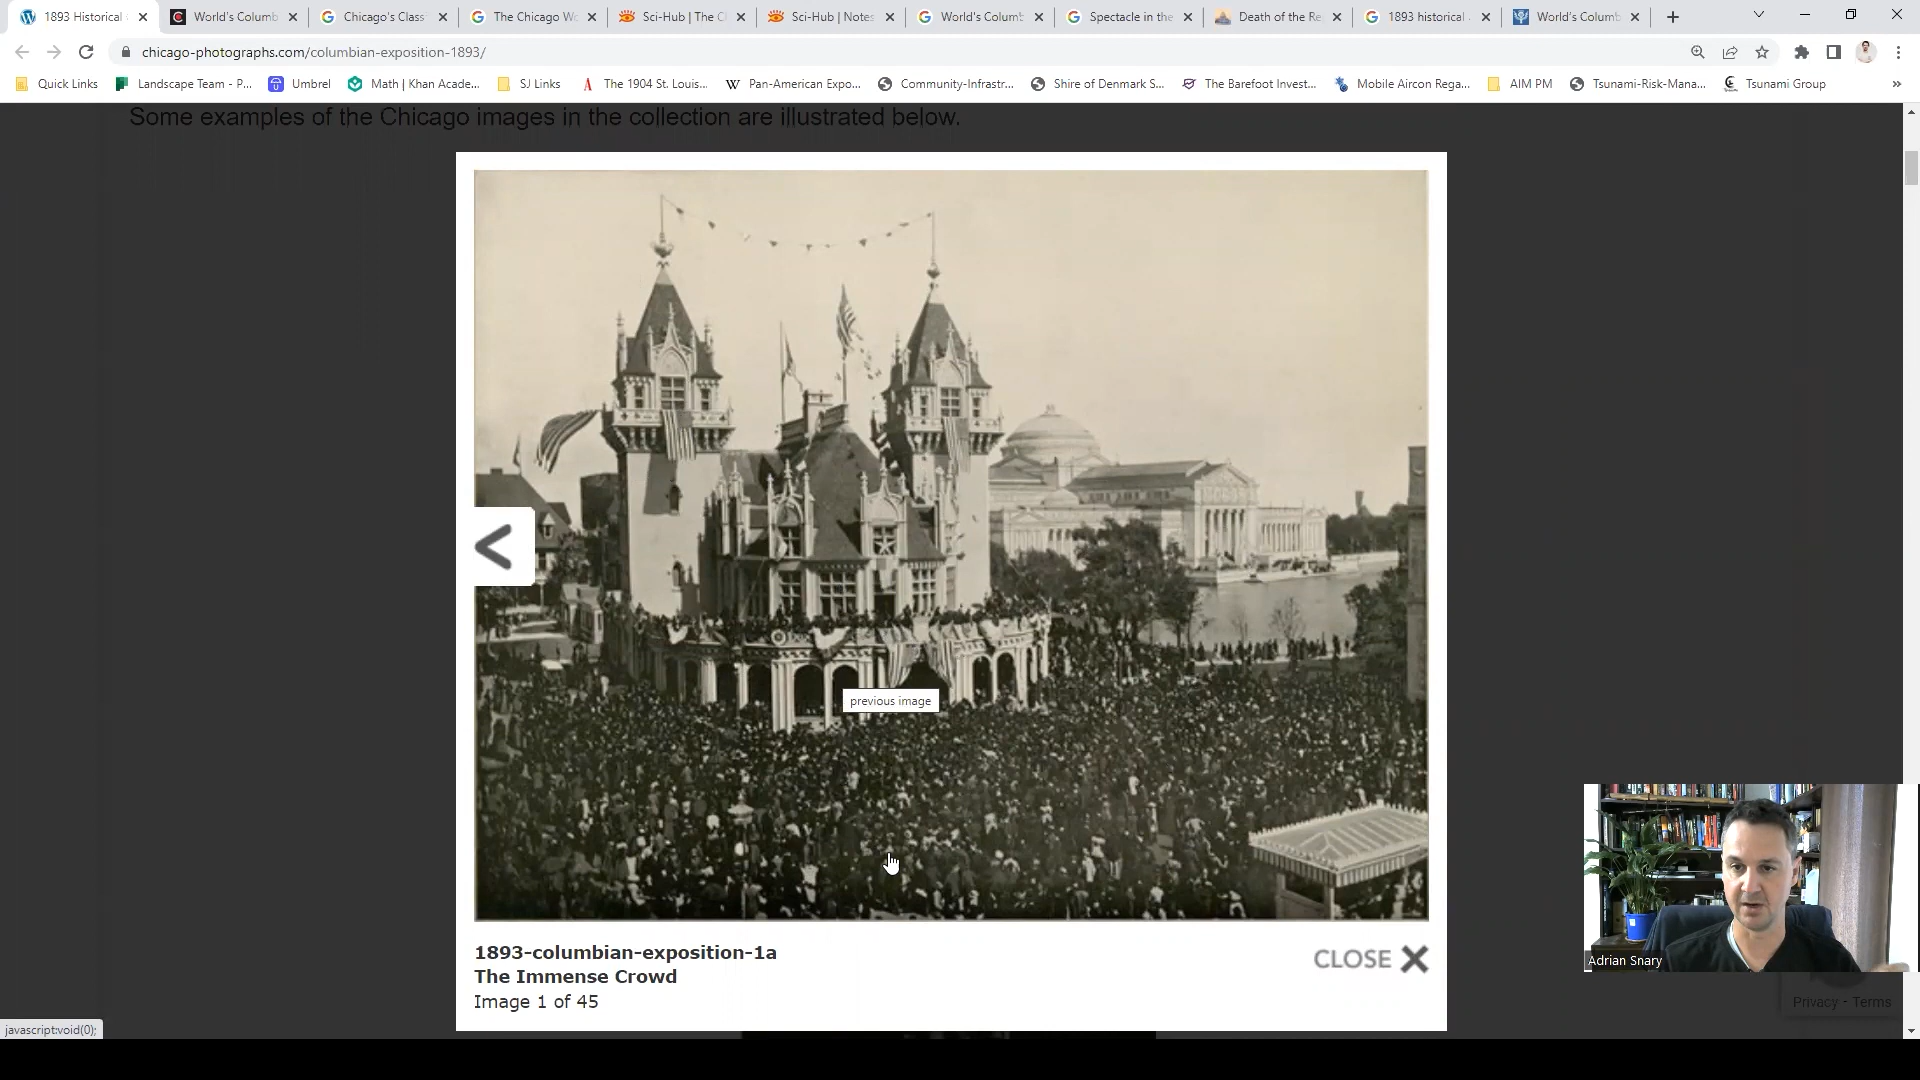 1893 Historical
World's Columb
Chicago's Class
The Chicago Wo
Sci-Hub | The C
Sci-Hub | Notes
World's Columb
Spectacle in the
Death of the Re
1893 historical
World's Columb
chicago-photographs.com/columbian-exposition-1893/
Quick Links
Landscape Team - P...
Umbrel
Math | Khan Acade...
SJ Links
The 1904 St. Louis...
Pan-American Expo...
Community-Infrastr...
Shire of Denmark S...
The Barefoot Invest...
Mobile Aircon Rega...
AIM PM
Tsunami-Risk-Mana...
Tsunami Group
Some examples of the Chicago images in the collection are illustrated below.
previous image
1893-columbian-exposition-1a
The Immense Crowd
Image 1 of 45
CLOSE
Adrian Snary
Privacy - Terms
javascript:void(0);